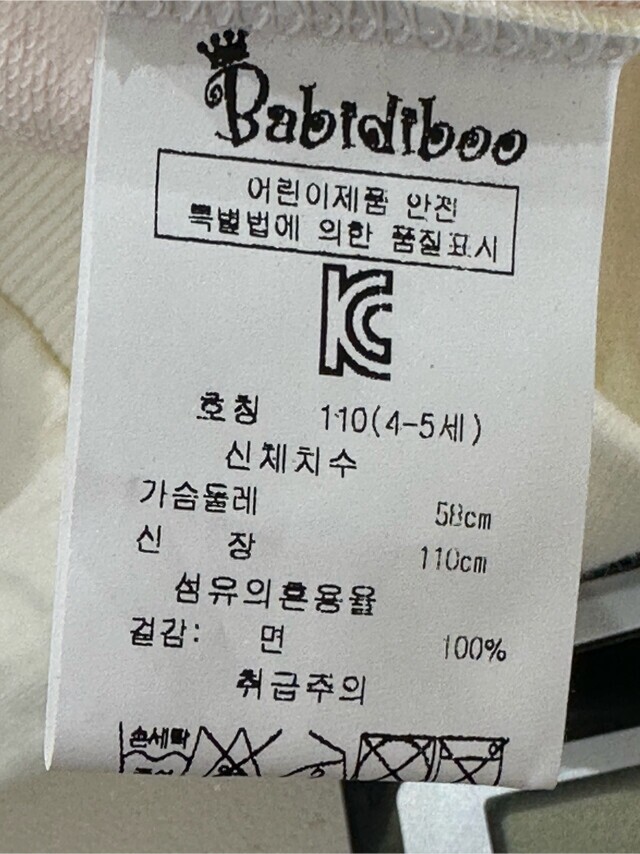 Babidiboo
어린이제품 안전
특별법에 의한 품질표시
KC
호칭 110(4-5세)
신체치수
가슴둘레 58cm
신 장 110cm
섬유의혼용율
겉감: 면 100%
취급주의
손세탁